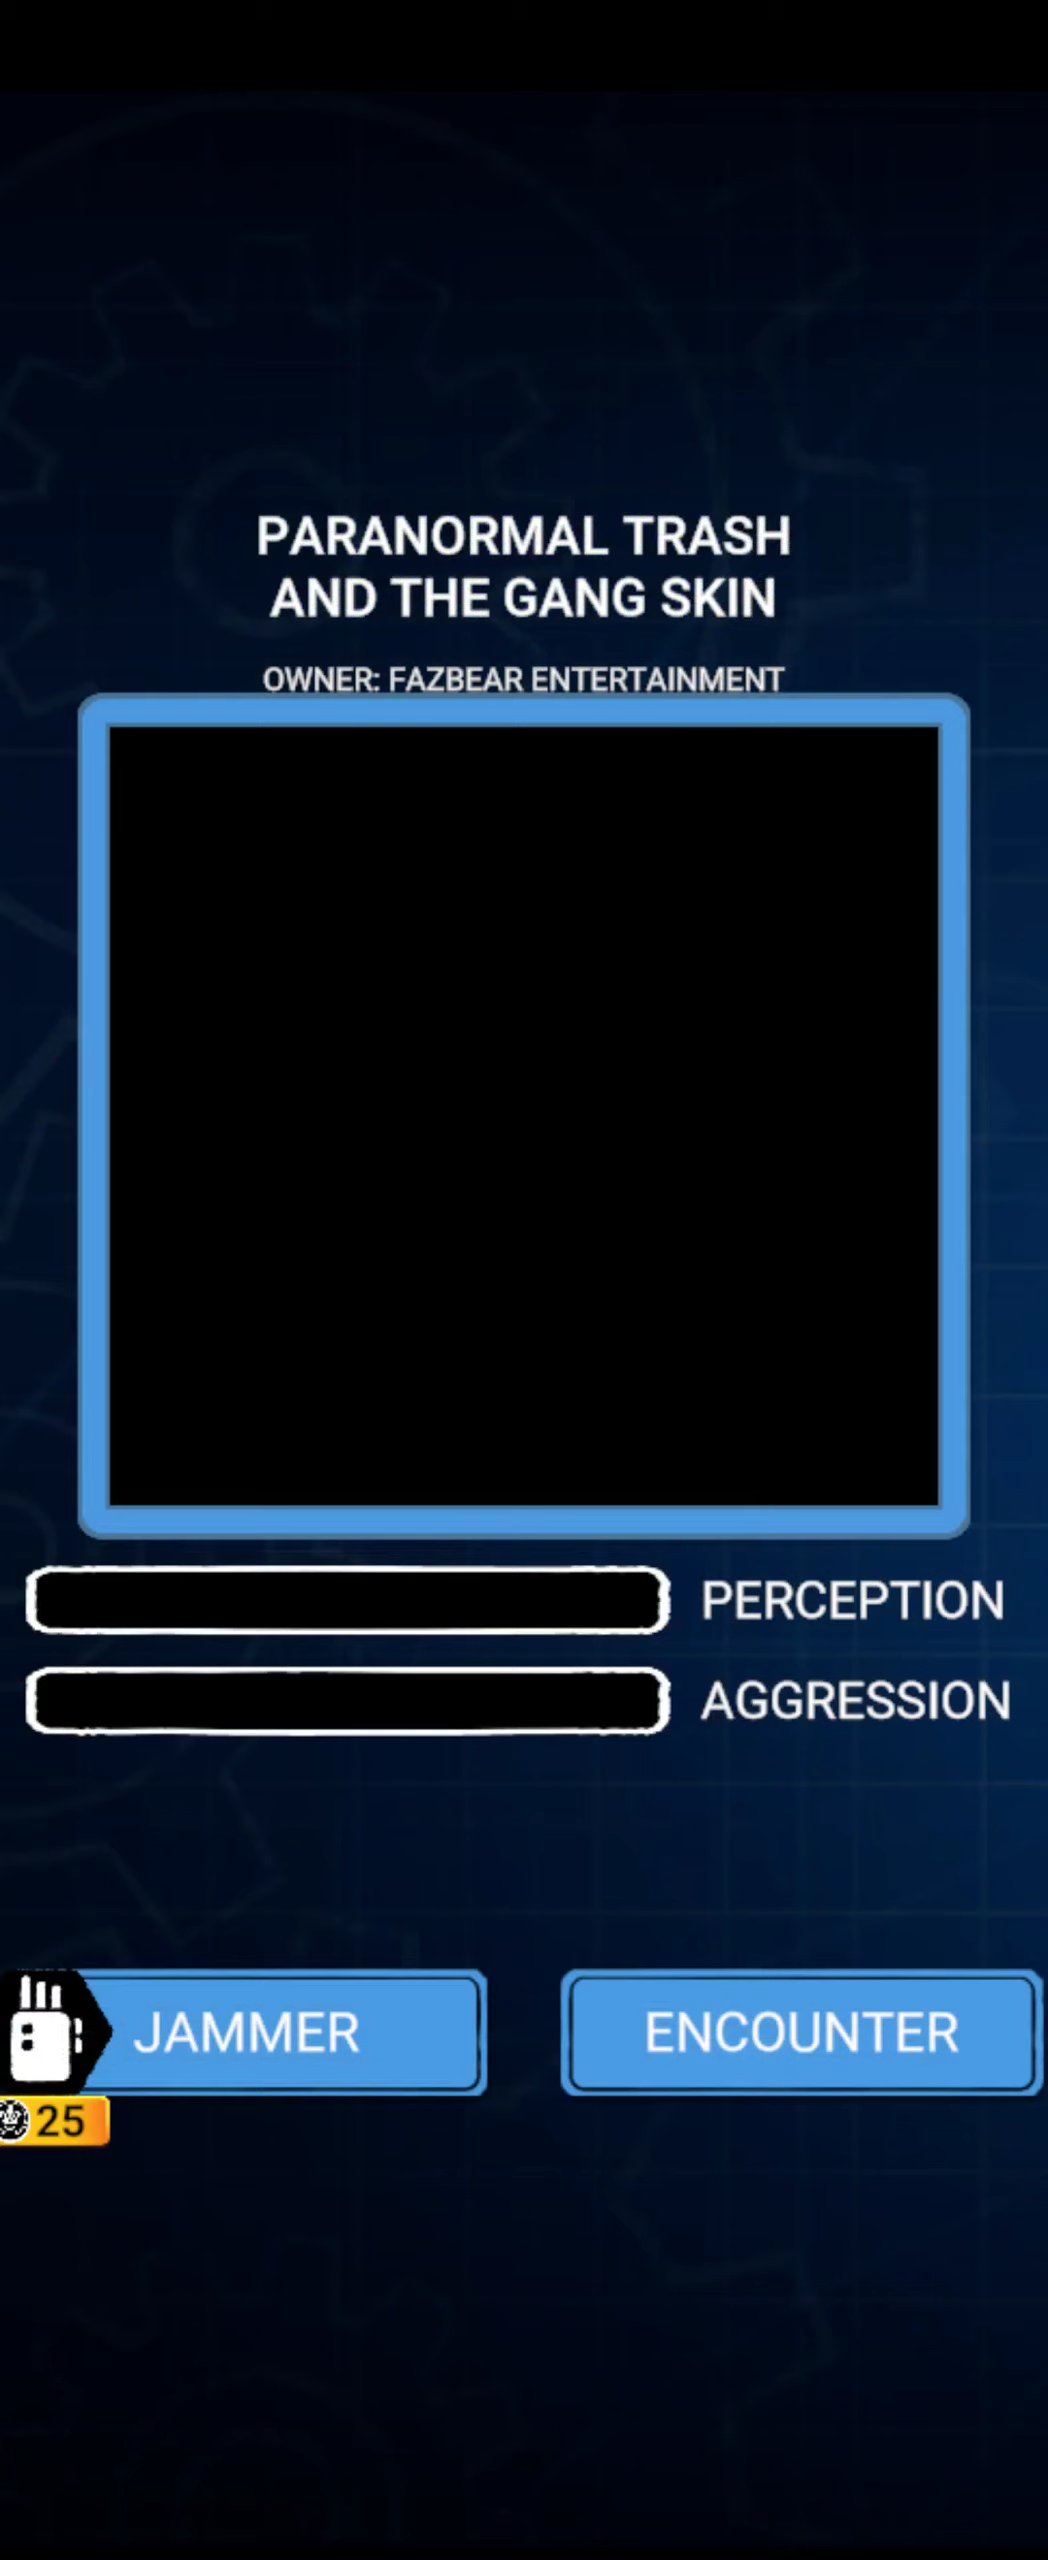 PARANORMAL TRASH
AND THE GANG SKIN
OWNER: FAZBEAR ENTERTAINMENT
PERCEPTION
AGGRESSION
JAMMER
ENCOUNTER
25